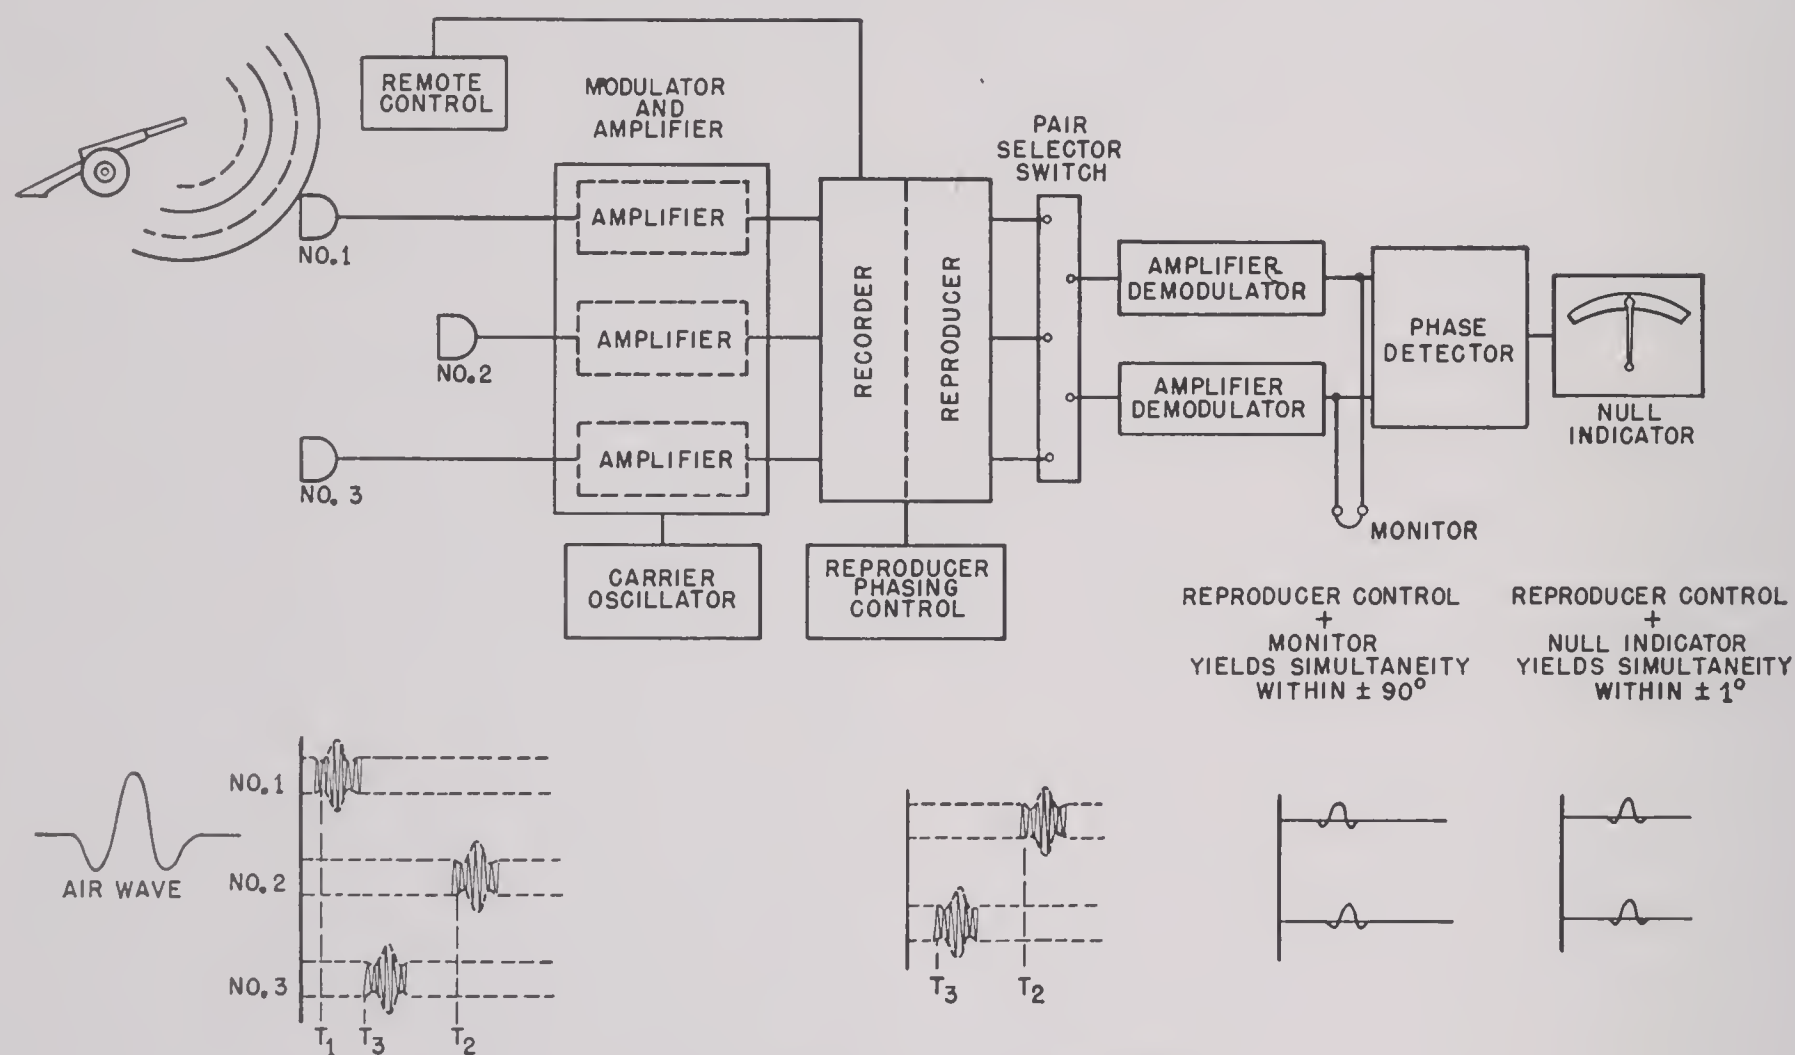 REMOTE
CONTROL
MODULATOR
AND
AMPLIFIER
PAIR
SELECTOR
SWITCH
NO.1
AMPLIFIER
NO.2
AMPLIFIER
NO. 3
AMPLIFIER
RECORDER
REPRODUCER
AMPLIFIER
DEMODULATOR
AMPLIFIER
DEMODULATOR
PHASE
DETECTOR
NULL
INDICATOR
MONITOR
CARRIER
OSCILLATOR
REPRODUCER
PHASING
CONTROL
REPRODUCER CONTROL
+
MONITOR
YIELDS SIMULTANEITY
WITHIN ± 90°
REPRODUCER CONTROL
+
NULL INDICATOR
YIELDS SIMULTANEITY
WITHIN ± 1°
AIR WAVE
NO.1
NO.2
NO. 3
T1 T3 T2
T3 T2